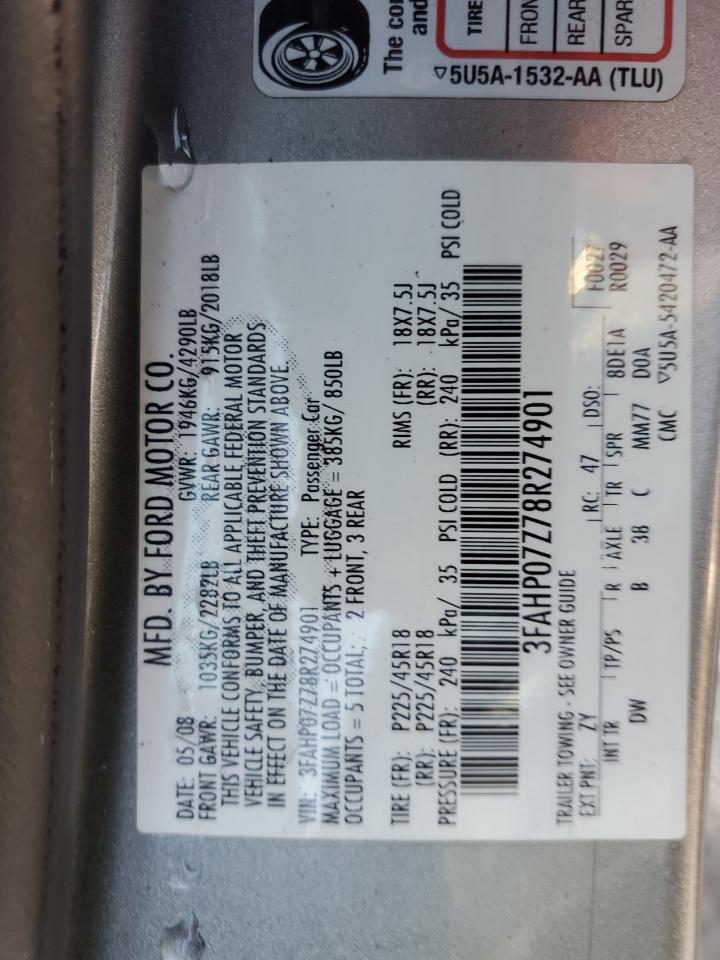 MFD. BY FORD MOTOR CO.
DATE: 05/08 GVWR: 1946KG/4290LB
FRONT GAWR: 1035KG/2282LB REAR GAWR: 915KG/2018LB
THIS VEHICLE CONFORMS TO ALL APPLICABLE FEDERAL MOTOR
VEHICLE SAFETY, BUMPER, AND THEFT PREVENTION STANDARDS
IN EFFECT ON THE DATE OF MANUFACTURE SHOWN ABOVE.
VIN: 3FAHP07Z78R274901 TYPE: Passenger Car
MAXIMUM LOAD = OCCUPANTS + LUGGAGE = 385KG/ 850LB
OCCUPANTS = 5 TOTAL; 2 FRONT, 3 REAR
TIRE (FR): P225/45R18 RIMS (FR): 18X7.5J
(RR): P225/45R18 (RR): 18X7.5J
PRESSURE (FR): 240 kPa/ 35 PSI COLD (RR): 240 kPa/ 35 PSI COLD
3FAHP07Z78R274901
TRAILER TOWING - SEE OWNER GUIDE F0027
EXT PNT: ZY RC: 47 DSO: R0029
INT TR TP/PS R AXLE TR SPR 8DE1A
DW B 38 C MM77 D0A
CMC ▽5U5A-5420472-AA
The co
and
TIRE
FRON
REAR
SPAR
▽5U5A-1532-AA (TLU)